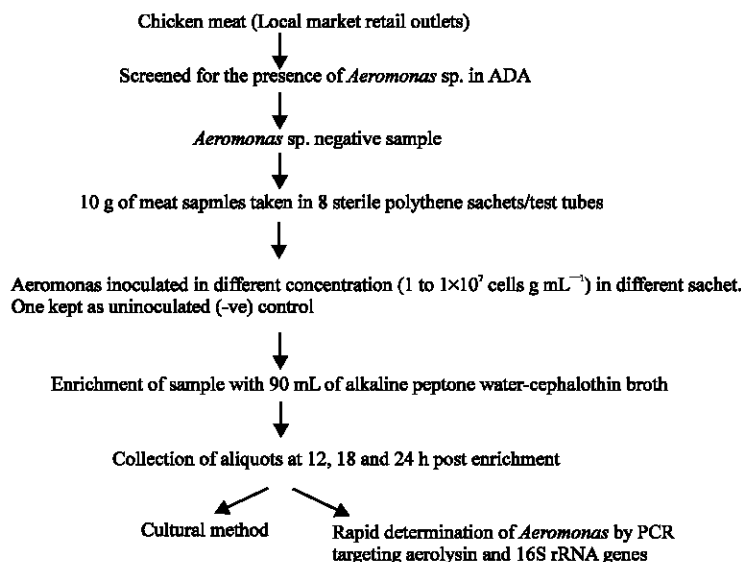 Chicken meat (Local market retail outlets)
Screened for the presence of Aeromonas sp. in ADA
Aeromonas sp. negative sample
10 g of meat sapmles taken in 8 sterile polythene sachets/test tubes
Aeromonas inoculated in different concentration (1 to 1×10⁷ cells g mL⁻¹) in different sachet.
One kept as uninoculated (-ve) control
Enrichment of sample with 90 mL of alkaline peptone water-cephalothin broth
Collection of aliquots at 12, 18 and 24 h post enrichment
Cultural method
Rapid determination of Aeromonas by PCR
targeting aerolysin and 16S rRNA genes